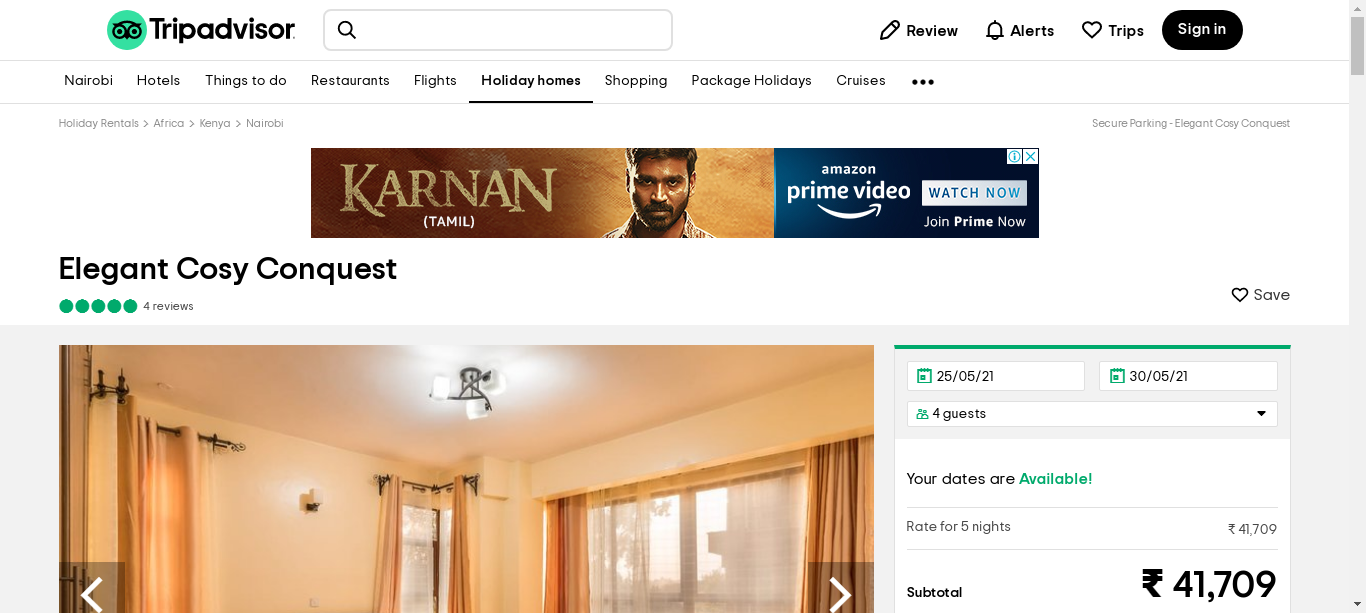 Tripadvisor
Review
Alerts
Trips
Sign in
Nairobi
Hotels
Things to do
Restaurants
Flights
Holiday homes
Shopping
Package Holidays
Cruises
Holiday Rentals > Africa > Kenya > Nairobi
Secure Parking - Elegant Cosy Conquest
KARNAN
(TAMIL)
amazon
prime video
WATCH NOW
Join Prime Now
Elegant Cosy Conquest
4 reviews
Save
25/05/21
30/05/21
4 guests
Your dates are Available!
Rate for 5 nights
₹ 41,709
Subtotal
₹ 41,709